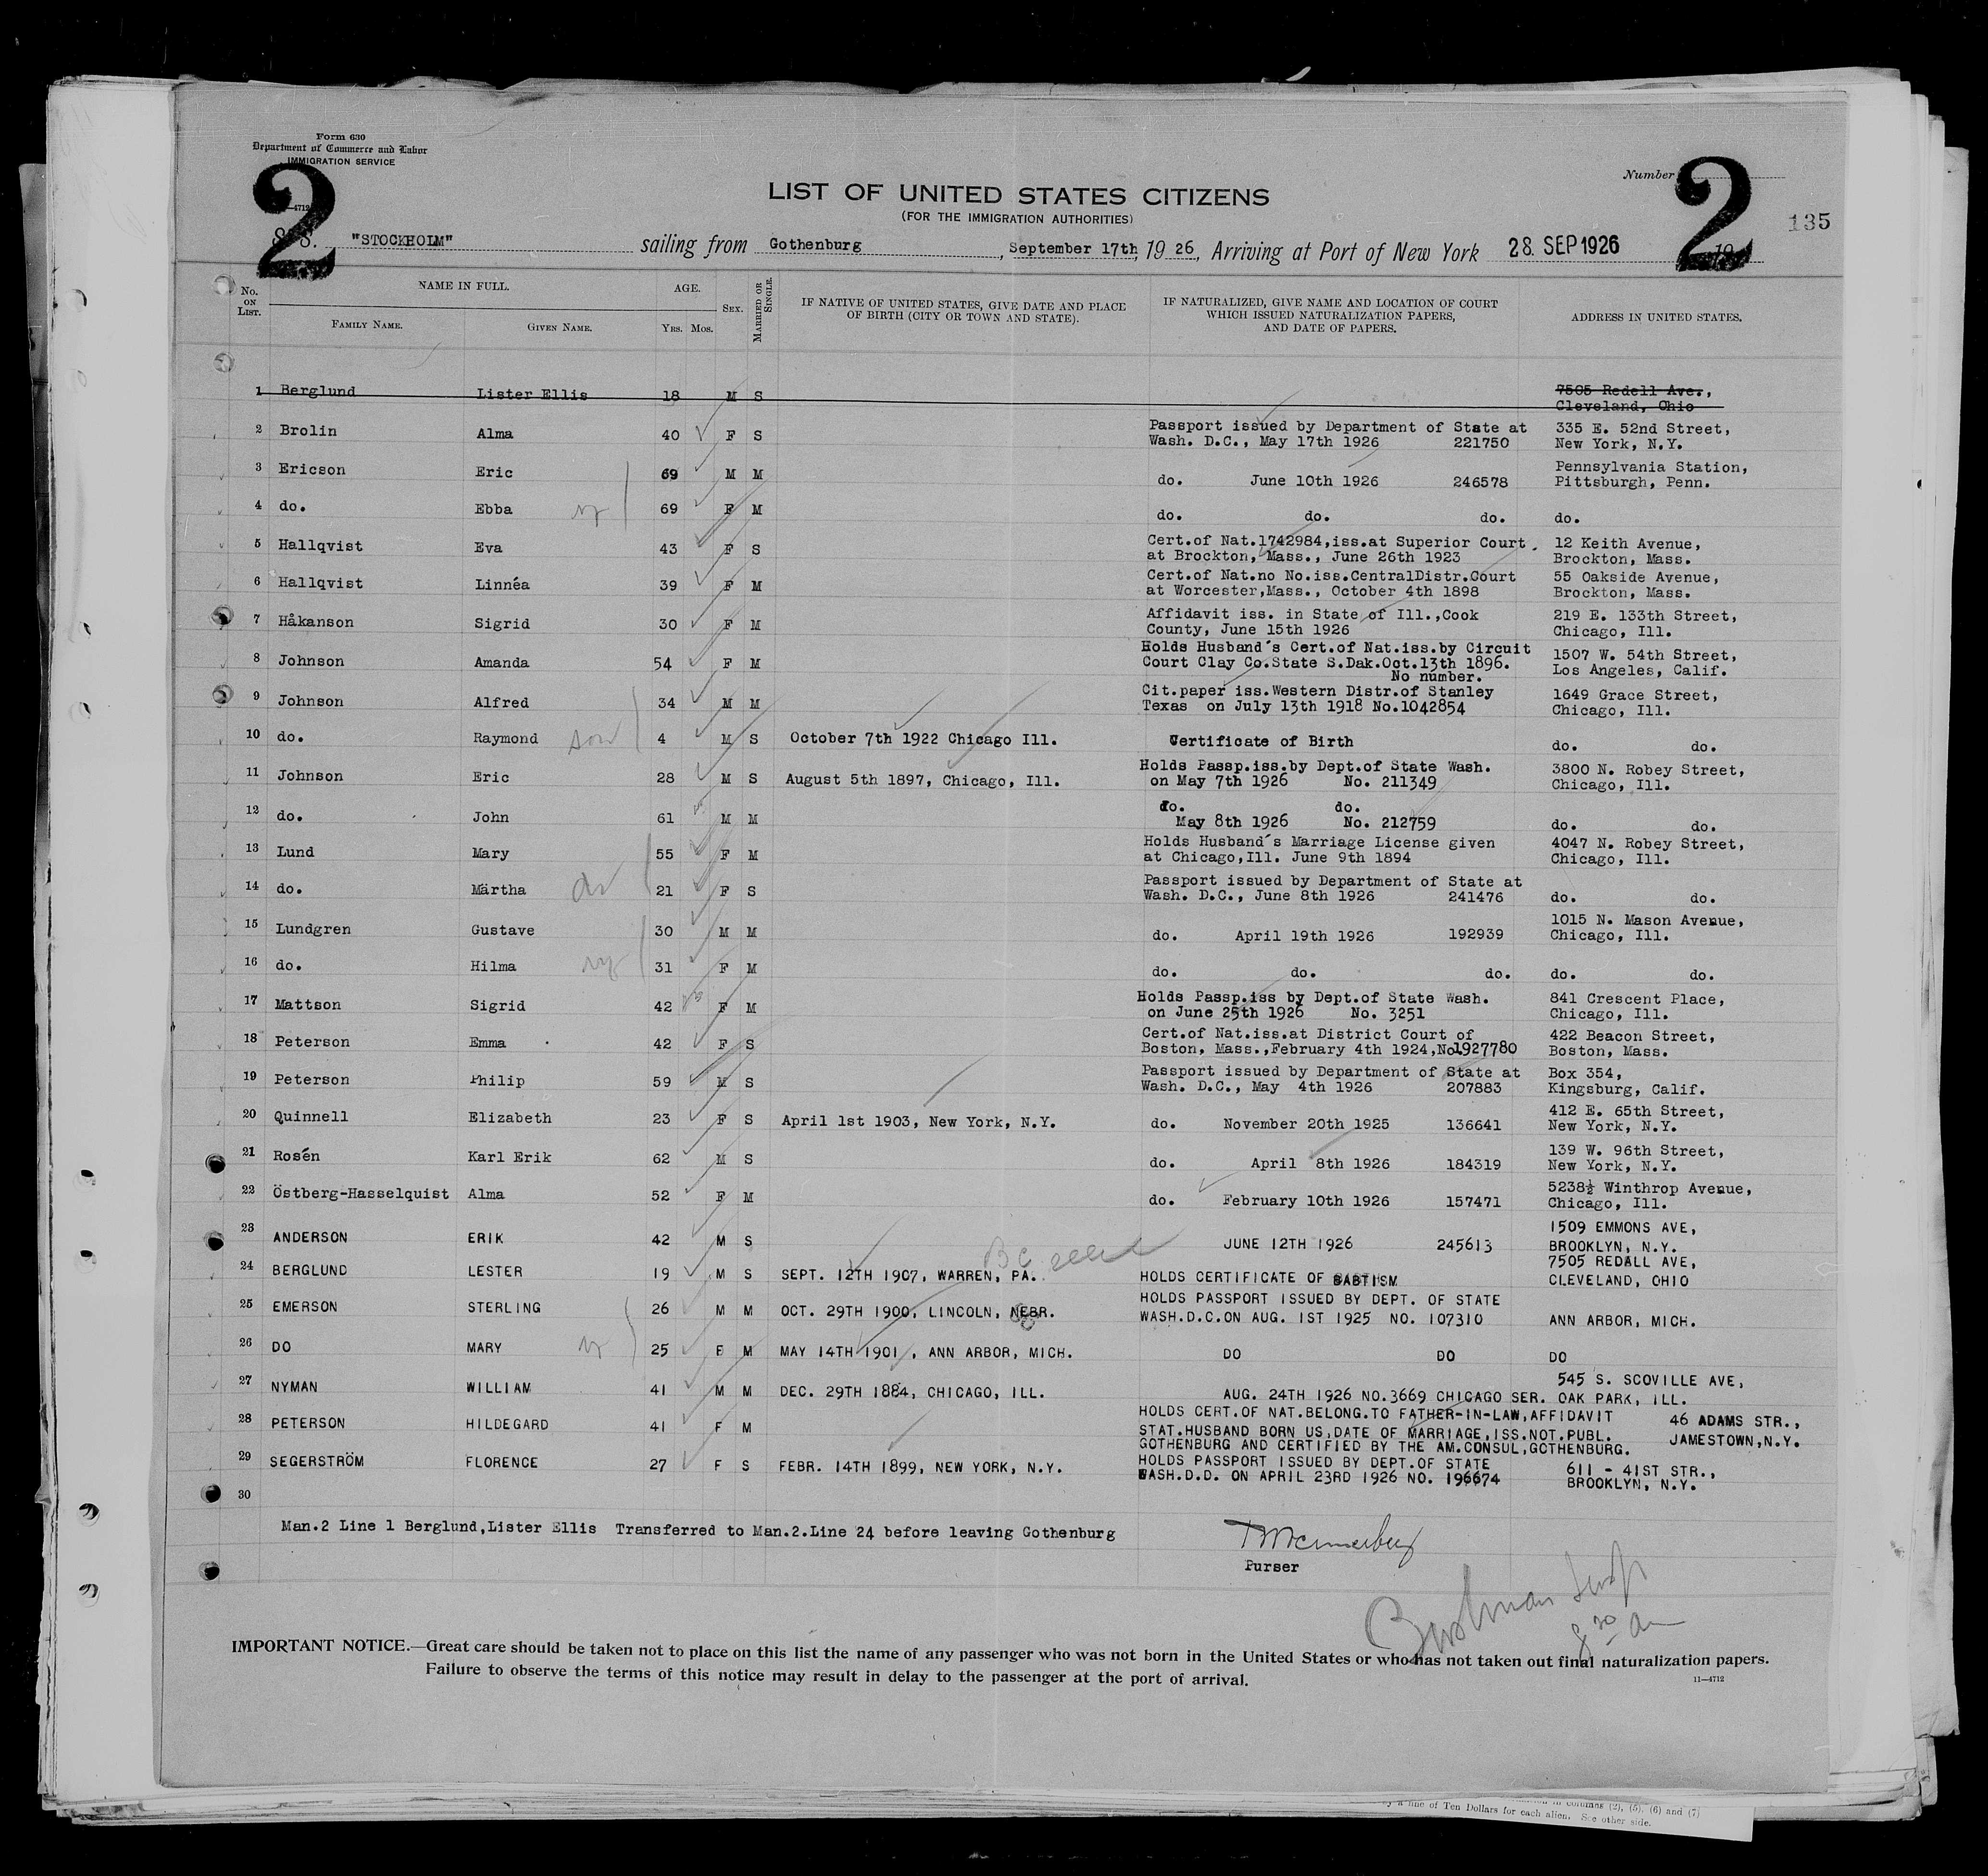 Form 630
Department of Commerce and Labor
IMMIGRATION SERVICE
2
2
Number
135
LIST OF UNITED STATES CITIZENS
(FOR THE IMMIGRATION AUTHORITIES)
S. S. "STOCKHOLM" sailing from Gothenburg, September 17th, 1926, Arriving at Port of New York 28 SEP 1926 19
No. ON LIST. NAME IN FULL. FAMILY NAME. GIVEN NAME. AGE. YRS. MOS. SEX. MARRIED OR SINGLE. IF NATIVE OF UNITED STATES, GIVE DATE AND PLACE OF BIRTH (CITY OR TOWN AND STATE). IF NATURALIZED, GIVE NAME AND LOCATION OF COURT WHICH ISSUED NATURALIZATION PAPERS, AND DATE OF PAPERS. ADDRESS IN UNITED STATES.
1 Berglund Lister Ellis 18 M S 7505 Redell Ave., Cleveland, Ohio
2 Brolin Alma 40 F S Passport issued by Department of State at Wash. D.C., May 17th 1926 221750 335 E. 52nd Street, New York, N.Y.
3 Ericson Eric 69 M M do. June 10th 1926 246578 Pennsylvania Station, Pittsburgh, Penn.
4 do. Ebba 69 F M do. do. do. do.
5 Hallqvist Eva 43 F S Cert.of Nat.1742984,iss.at Superior Court. at Brockton, Mass., June 26th 1923 12 Keith Avenue, Brockton, Mass.
6 Hallqvist Linnéa 39 F M Cert.of Nat.no No.iss.CentralDistr.Court at Worcester,Mass., October 4th 1898 55 Oakside Avenue, Brockton, Mass.
7 Håkanson Sigrid 30 F M Affidavit iss. in State of Ill.,Cook County, June 15th 1926 219 E. 133th Street, Chicago, Ill.
8 Johnson Amanda 54 F M Holds Husband´s Cert.of Nat.iss.by Circuit Court Clay Co.State S.Dak.Oct.13th 1896. No number. 1507 W. 54th Street, Los Angeles, Calif.
9 Johnson Alfred 34 M M Cit.paper iss.Western Distr.of Stanley Texas on July 13th 1918 No.1042854 1649 Grace Street, Chicago, Ill.
10 do. Raymond son 4 M S October 7th 1922 Chicago Ill. Certificate of Birth do. do.
11 Johnson Eric 28 M S August 5th 1897, Chicago, Ill. Holds Passp.iss.by Dept.of State Wash. on May 7th 1926 No. 211349 3800 N. Robey Street, Chicago, Ill.
12 do. John 61 M M do. do. May 8th 1926 No. 212759 do. do.
13 Lund Mary 55 F M Holds Husband´s Marriage License given at Chicago,Ill. June 9th 1894 4047 N. Robey Street, Chicago, Ill.
14 do. Märtha 21 F S Passport issued by Department of State at Wash. D.C., June 8th 1926 241476 do. do.
15 Lundgren Gustave 30 M M do. April 19th 1926 192939 1015 N. Mason Avenue, Chicago, Ill.
16 do. Hilma 31 F M do. do. do. do. do.
17 Mattson Sigrid 42 F M Holds Passp.iss by Dept.of State Wash. on June 25th 1926 No. 3251 841 Crescent Place, Chicago, Ill.
18 Peterson Emma 42 F S Cert.of Nat.iss.at District Court of Boston, Mass.,February 4th 1924,No1927780 422 Beacon Street, Boston, Mass.
19 Peterson Philip 59 M S Passport issued by Department of State at Wash. D.C., May 4th 1926 207883 Box 354, Kingsburg, Calif.
20 Quinnell Elizabeth 23 F S April 1st 1903, New York, N.Y. do. November 20th 1925 136641 412 E. 65th Street, New York, N.Y.
21 Rosén Karl Erik 62 M S do. April 8th 1926 184319 139 W. 96th Street, New York, N.Y.
22 Östberg-Hasselquist Alma 52 F M do. February 10th 1926 157471 5238½ Winthrop Avenue, Chicago, Ill.
23 ANDERSON ERIK 42 M S JUNE 12TH 1926 245613 1509 EMMONS AVE, BROOKLYN, N.Y.
24 BERGLUND LESTER 19 M S SEPT. 12TH 1907, WARREN, PA. HOLDS CERTIFICATE OF BABTISM 7505 REDALL AVE, CLEVELAND, OHIO
25 EMERSON STERLING 26 M M OCT. 29TH 1900, LINCOLN, NEBR. HOLDS PASSPORT ISSUED BY DEPT. OF STATE WASH.D.C.ON AUG. 1ST 1925 NO. 107310 ANN ARBOR, MICH.
26 DO MARY 25 F M MAY 14TH 1901, ANN ARBOR, MICH. DO DO DO
27 NYMAN WILLIAM 41 M M DEC. 29TH 1884, CHICAGO, ILL. AUG. 24TH 1926 NO.3669 CHICAGO SER. 545 S. SCOVILLE AVE, OAK PARK, ILL.
28 PETERSON HILDEGARD 41 F M HOLDS CERT.OF NAT.BELONG.TO FATHER-IN-LAW,AFFIDAVIT STAT.HUSBAND BORN US,DATE OF MARRIAGE,ISS.NOT.PUBL. GOTHENBURG AND CERTIFIED BY THE AM.CONSUL,GOTHENBURG. 46 ADAMS STR., JAMESTOWN,N.Y.
29 SEGERSTRÖM FLORENCE 27 F S FEBR. 14TH 1899, NEW YORK, N.Y. HOLDS PASSPORT ISSUED BY DEPT.OF STATE WASH.D.D. ON APRIL 23RD 1926 NO. 196674 611 - 41ST STR., BROOKLYN, N.Y.
30
Man.2 Line 1 Berglund,Lister Ellis Transferred to Man.2.Line 24 before leaving Gothenburg
Purser
8 30 am
IMPORTANT NOTICE.—Great care should be taken not to place on this list the name of any passenger who was not born in the United States or who has not taken out final naturalization papers.
Failure to observe the terms of this notice may result in delay to the passenger at the port of arrival.
11—4712
in columns (2), (5), (6) and (7)
by a fine of Ten Dollars for each alien. See other side.